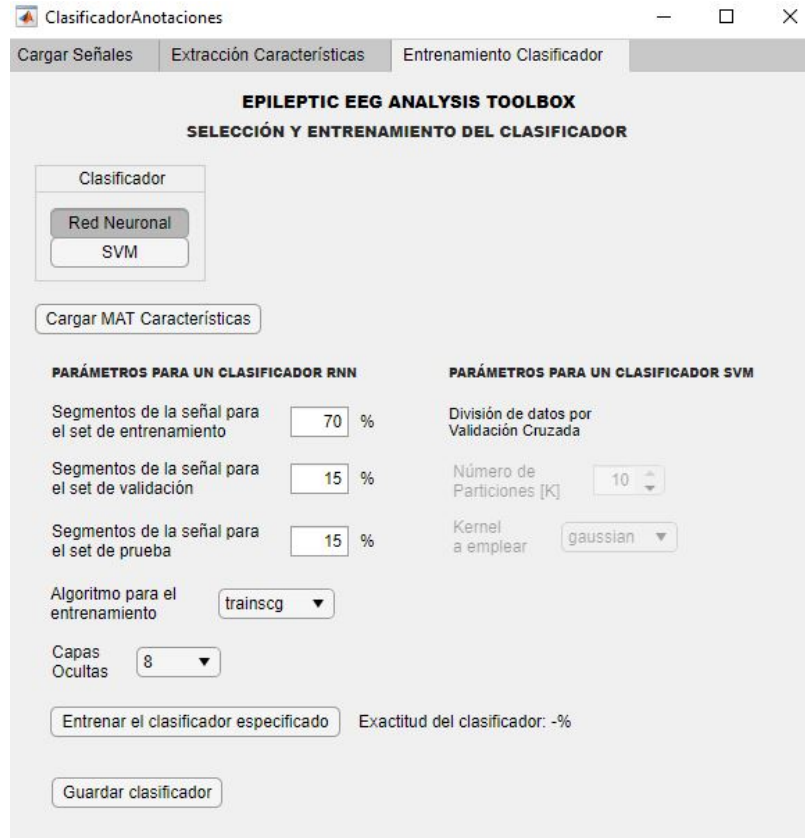 ClasificadorAnotaciones
Cargar Señales
Extracción Características
Entrenamiento Clasificador
EPILEPTIC EEG ANALYSIS TOOLBOX
SELECCIÓN Y ENTRENAMIENTO DEL CLASIFICADOR
Clasificador
Red Neuronal
SVM
Cargar MAT Características
PARÁMETROS PARA UN CLASIFICADOR RNN
Segmentos de la señal para
el set de entrenamiento
70 %
Segmentos de la señal para
el set de validación
15 %
Segmentos de la señal para
el set de prueba
15 %
Algoritmo para el
entrenamiento
trainscg
Capas
Ocultas
8
PARÁMETROS PARA UN CLASIFICADOR SVM
División de datos por
Validación Cruzada
Número de
Particiones [K]
10
Kernel
a emplear
gaussian
Entrenar el clasificador especificado
Exactitud del clasificador: -%
Guardar clasificador